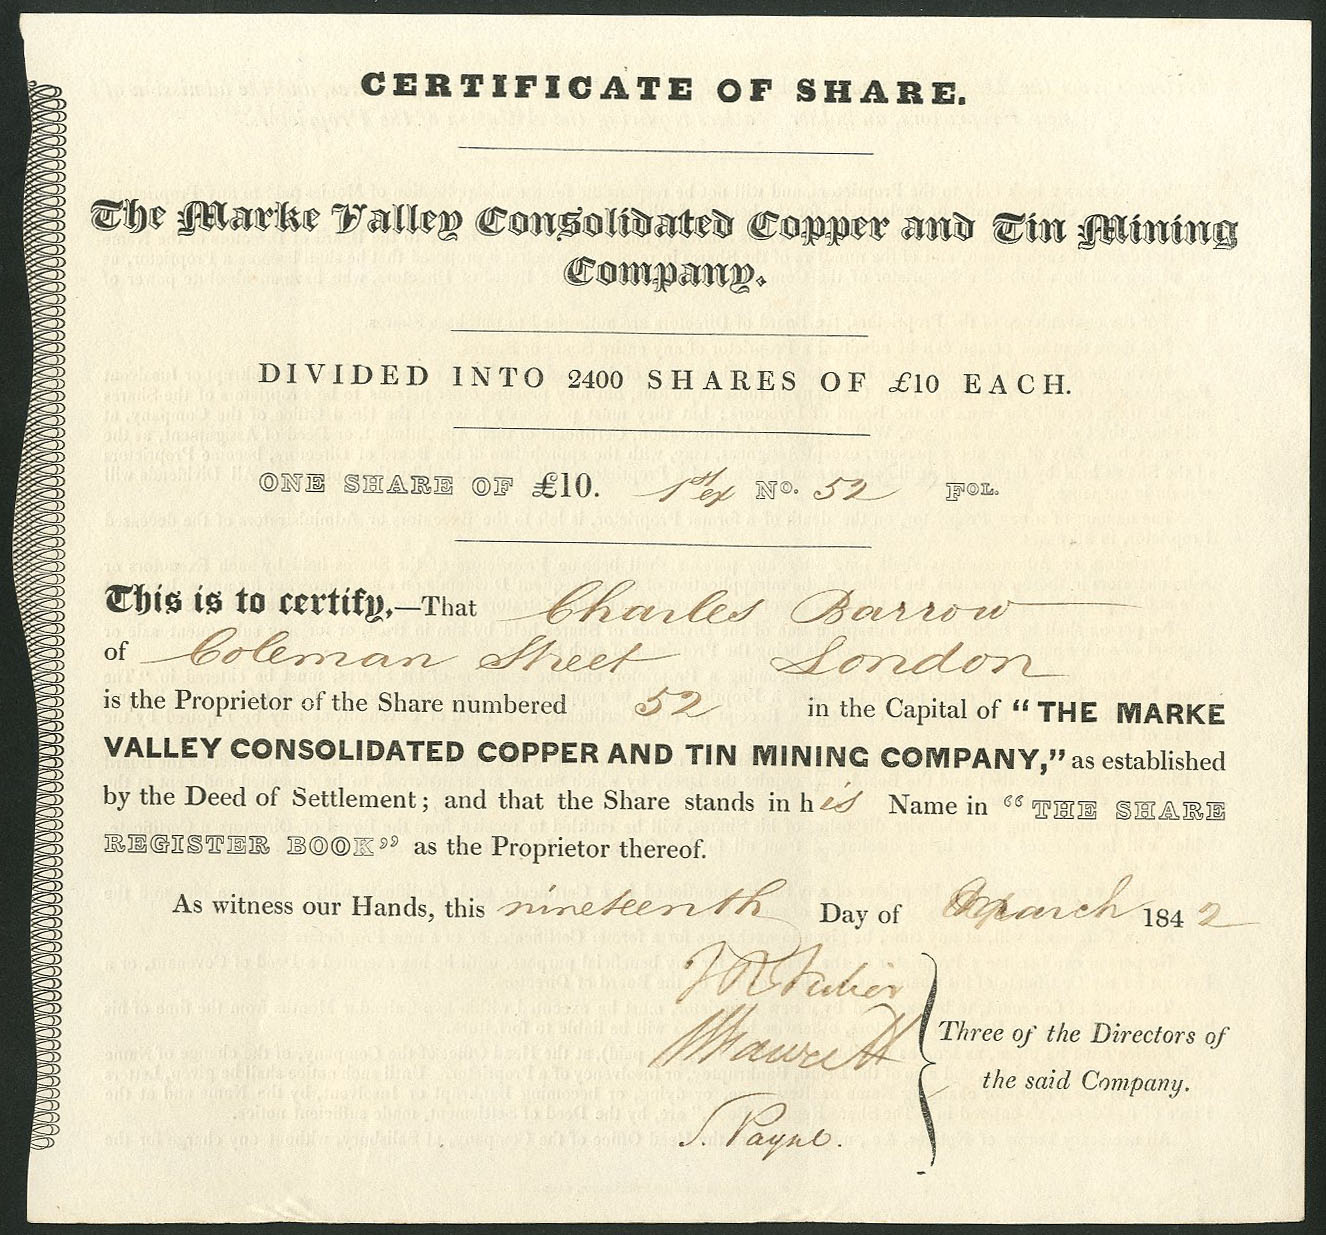 CERTIFICATE OF SHARE.
The Marke Valley Consolidated Copper and Tin Mining
Company.
DIVIDED INTO 2400 SHARES OF £10 EACH.
ONE SHARE OF £10. 1st ex No. 52 Fol.
This is to certify,—That Charles Barrow
of Coleman Street London
is the Proprietor of the Share numbered 52 in the Capital of "THE MARKE
VALLEY CONSOLIDATED COPPER AND TIN MINING COMPANY," as established
by the Deed of Settlement; and that the Share stands in his Name in "THE SHARE
REGISTER BOOK" as the Proprietor thereof.
As witness our Hands, this nineteenth Day of March 1842
Three of the Directors of
the said Company.
S. Payne.